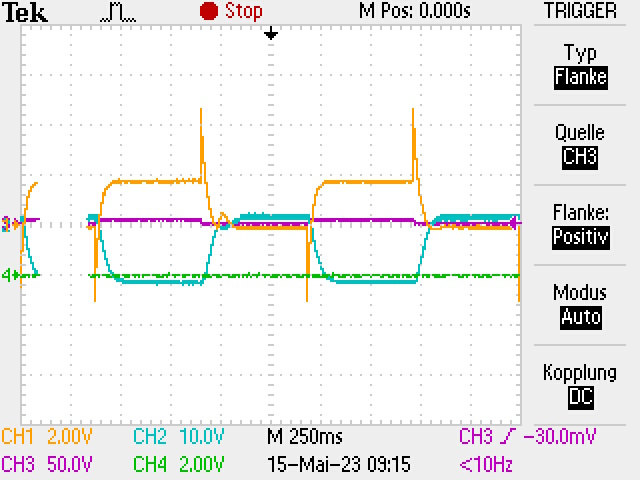 Tek Stop M Pos: 0.000s TRIGGER
Typ
Flanke
Quelle
CH3
Flanke:
Positiv
Modus
Auto
Kopplung
DC
4
CH1 2.00V CH2 10.0V M 250ms CH3 -30.0mV
CH3 50.0V CH4 2.00V 15-Mai-23 09:15 <10Hz